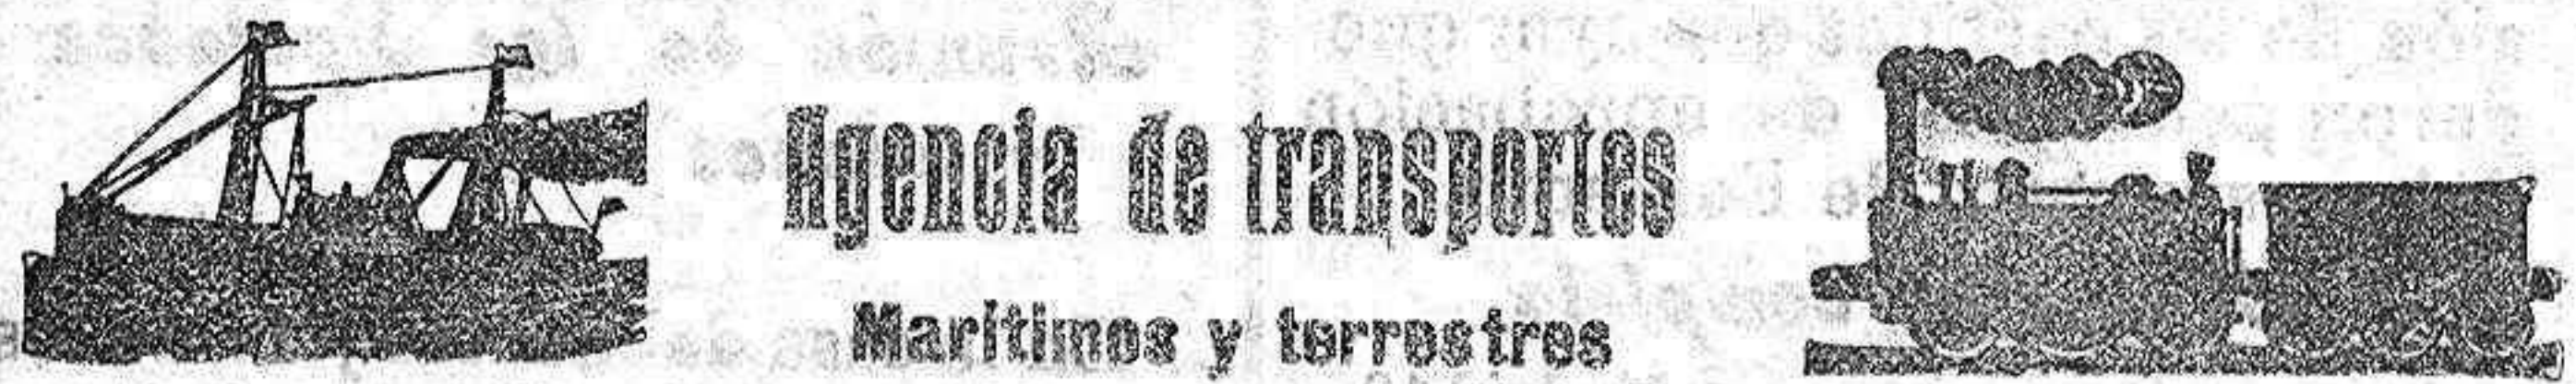 Agencia de transportes
Marítimos y terrestres